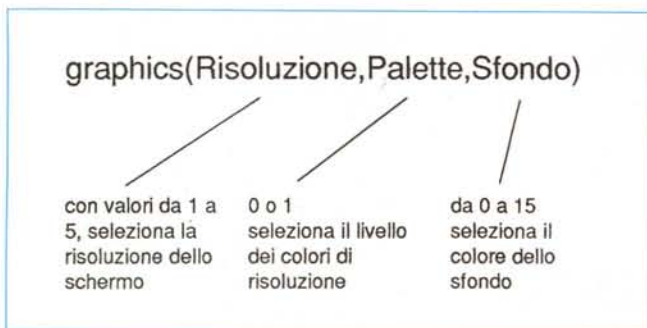 graphics(Risoluzione,Palette,Sfondo)
con valori da 1 a
5, seleziona la
risoluzione dello
schermo
0 o 1
seleziona il livello
dei colori di
risoluzione
da 0 a 15
seleziona il
colore dello
sfondo